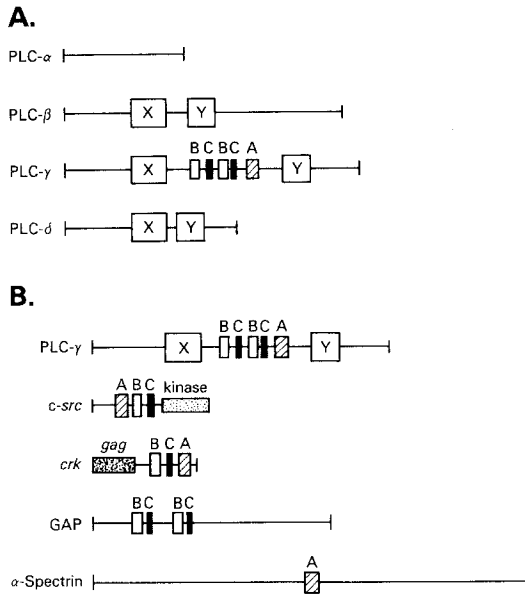 A.
PLC-α
PLC-β X Y
B C B C A
PLC-γ X Y
PLC-δ X Y
B.
B C B C A
PLC-γ X Y
A B C kinase
c-src
gag B C A
crk
B C B C
GAP
A
α-Spectrin